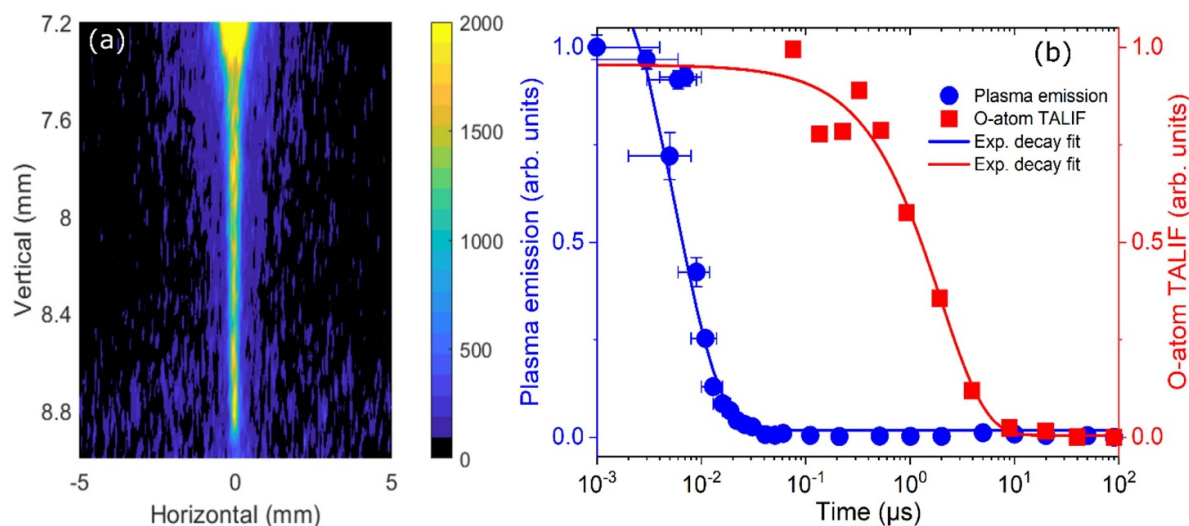 (a)
7.2
7.6
8
8.4
8.8
Vertical (mm)
-5
0
5
Horizontal (mm)
2000
1500
1000
500
0
(b)
1.0
0.5
0.0
Plasma emission (arb. units)
Plasma emission
O-atom TALIF
Exp. decay fit
Exp. decay fit
1.0
0.5
0.0
O-atom TALIF (arb. units)
10⁻³
10⁻²
10⁻¹
10⁰
10¹
10²
Time (µs)